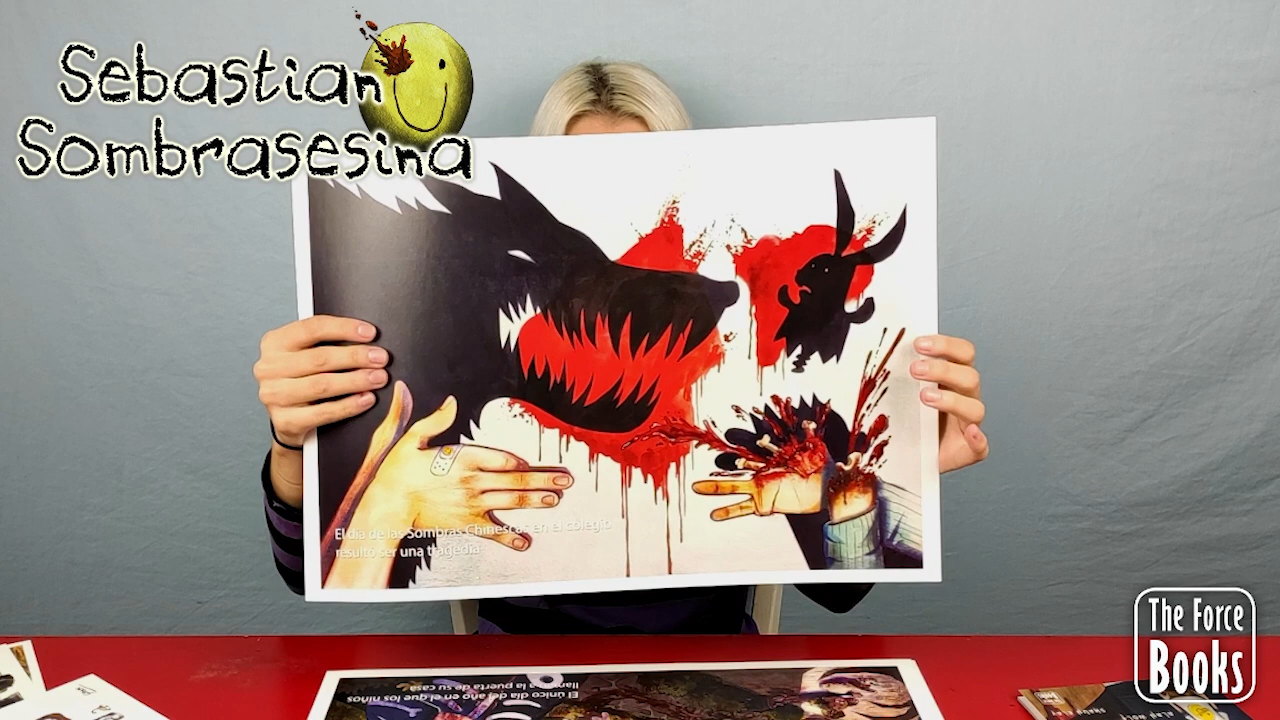 Sebastian
Sombrasesina
El día de las Sombras Chinescas en el colegio
resultó ser una tragedia
El único día del año en el que los niños
llaman a la puerta de su casa
The Force
Books